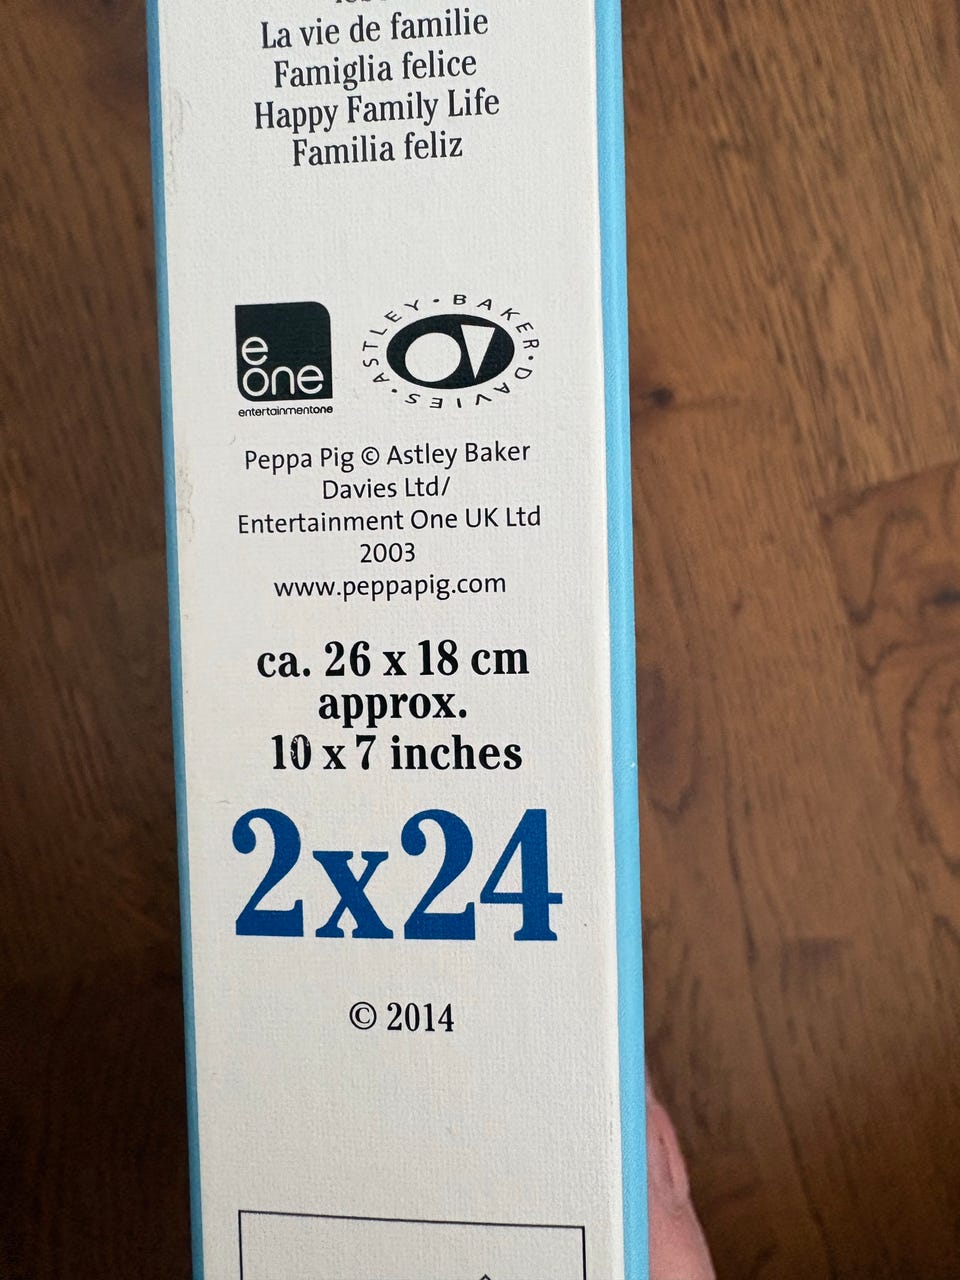 La vie de familie
Famiglia felice
Happy Family Life
Familia feliz
e
one
entertainmentone
ASTLEY · BAKER · DAVIES ·
Peppa Pig © Astley Baker
Davies Ltd/
Entertainment One UK Ltd
2003
www.peppapig.com
ca. 26 x 18 cm
approx.
10 x 7 inches
2x24
© 2014